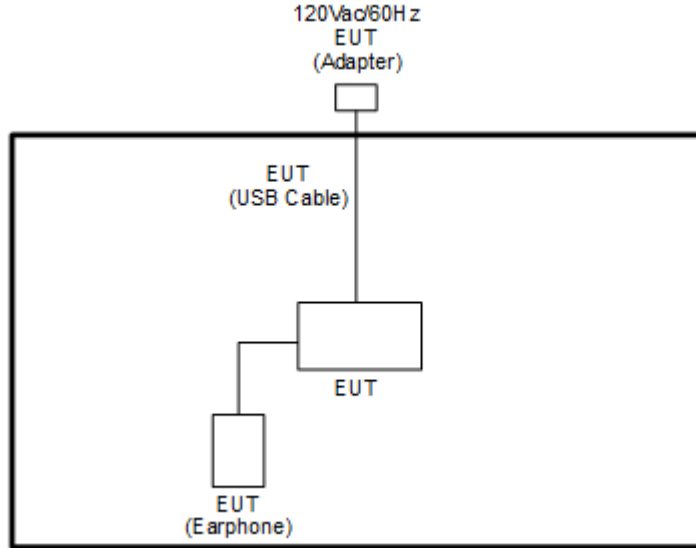 120Vac/60Hz
EUT
(Adapter)
EUT
(USB Cable)
EUT
EUT
(Earphone)